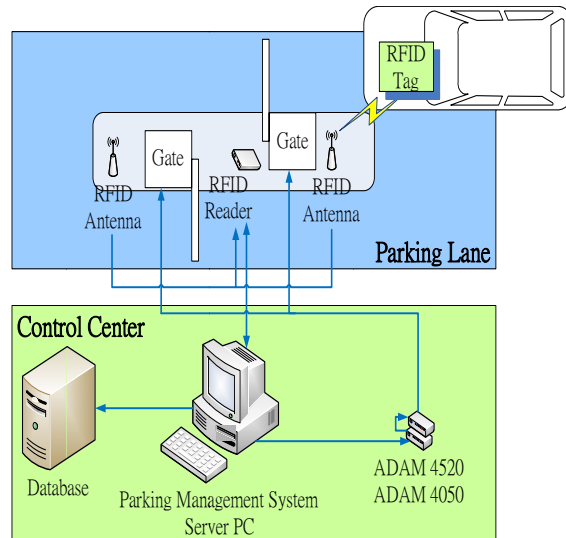 RFID
Tag
Gate
Gate
RFID
Antenna
RFID
Reader
RFID
Antenna
Parking Lane
Control Center
Database
Parking Management System
Server PC
ADAM 4520
ADAM 4050